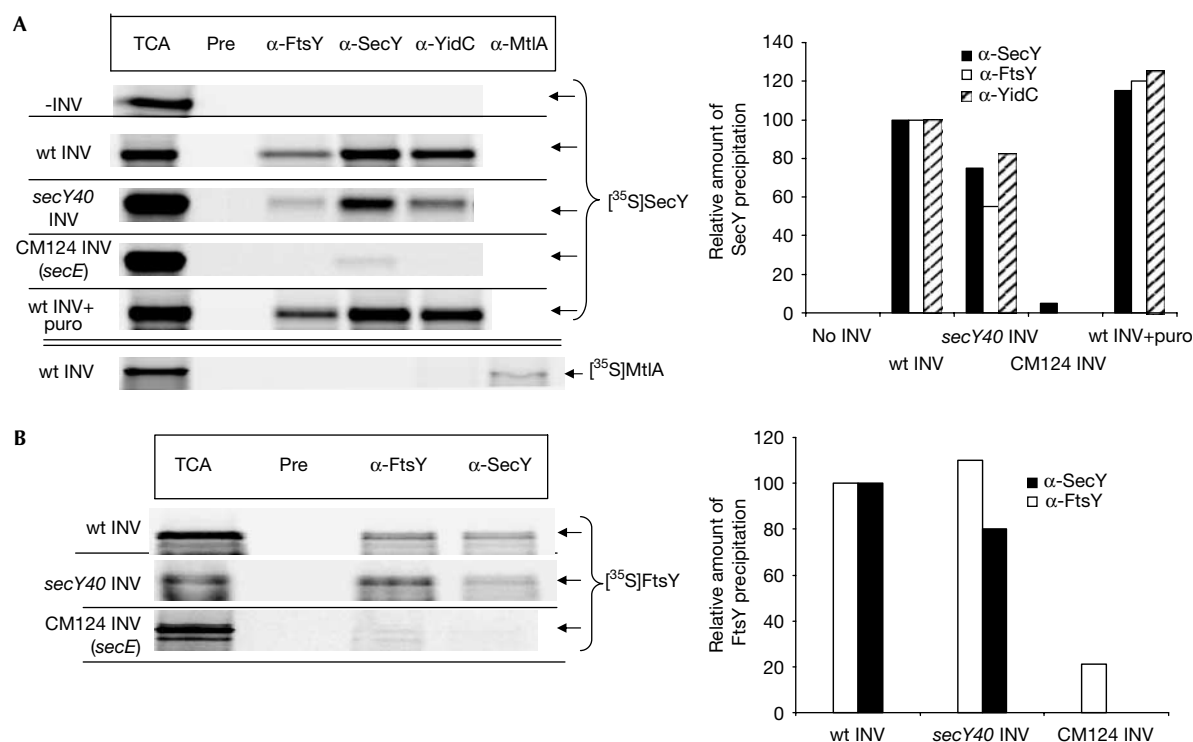 A
TCA Pre α-FtsY α-SecY α-YidC α-MtlA
-INV
wt INV
secY40
INV
CM124 INV
(secE)
wt INV+
puro
[35S]SecY
wt INV
[35S]MtlA
Relative amount of
SecY precipitation
140
120
100
80
60
40
20
0
α-SecY
α-FtsY
α-YidC
No INV secY40 INV wt INV+puro
wt INV CM124 INV
B
TCA Pre α-FtsY α-SecY
wt INV
secY40 INV
CM124 INV
(secE)
[35S]FtsY
Relative amount of
FtsY precipitation
120
100
80
60
40
20
0
α-SecY
α-FtsY
wt INV secY40 INV CM124 INV